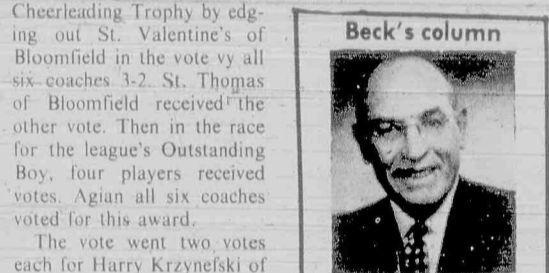 Cheerleading Trophy by edg-
ing out St. Valentine's of
Bloomfield in the vote vy all
six coaches 3-2. St. Thomas
of Bloomfield received the
other vote. Then in the race
for the league's Outstanding
Boy, four players received
votes. Agian all six coaches
voted for this award.
The vote went two votes
each for Harry Krzynefski of
Beck's column